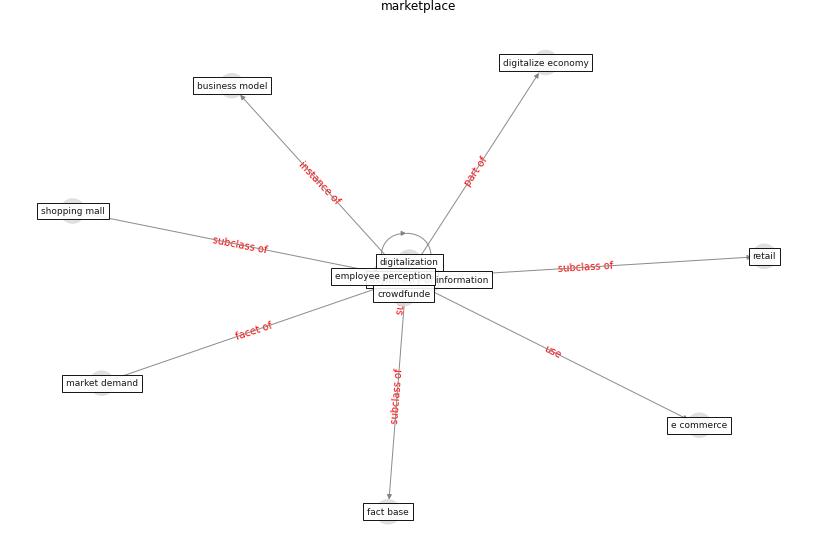 marketplace
digitalize economy
business model
instance of
part of
shopping mall
subclass of
digitalization
employee perception
information
crowdfunde
subclass of
retail
facet of
market demand
use
subclass of
e commerce
fact base